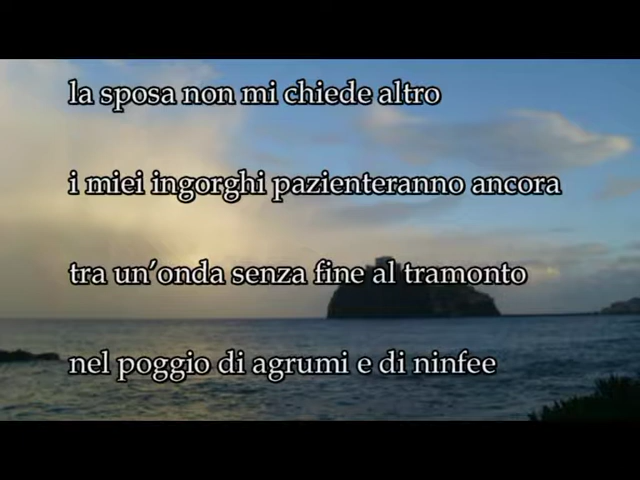 la sposa non mi chiede altro
i miei ingorghi pazienteranno ancora
tra un'onda senza fine al tramonto
nel poggio di agrumi e di ninfee